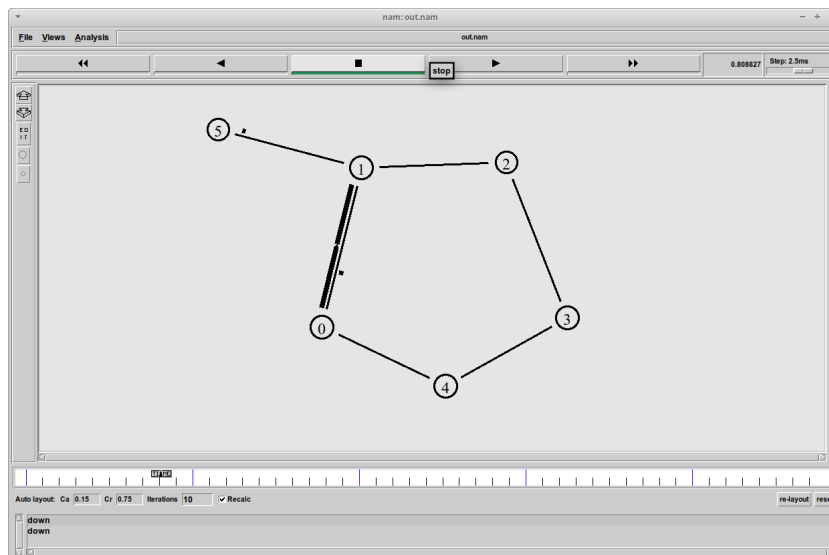 nam: out.nam
File Views Analysis out.nam
stop 0.808827 Step: 2.5ms
E D
I T
5
1
2
0
3
4
Auto layout: Ca 0.15 Cr 0.75 Iterations 10 Recalc re-layout rese
down
down